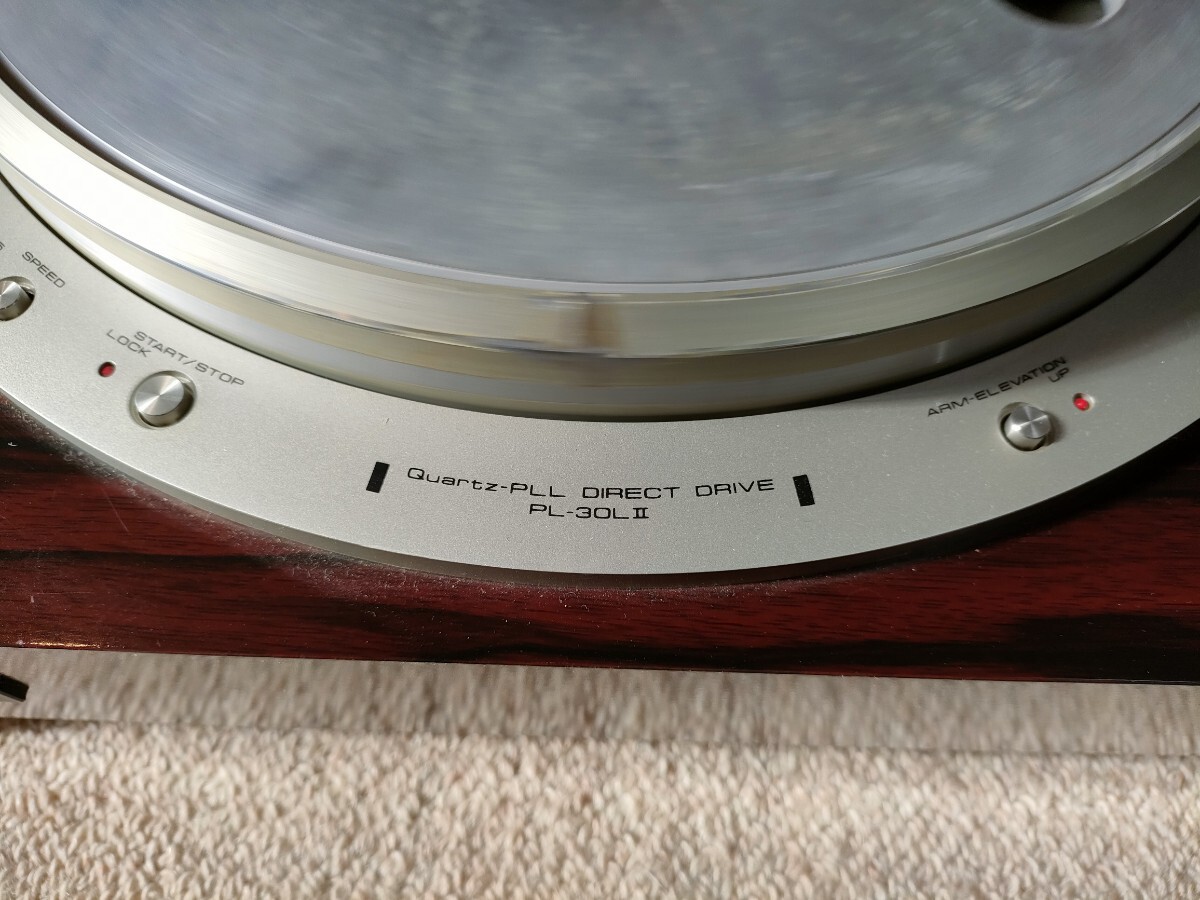 SPEED
START/STOP
LOCK
ARM-ELEVATION
UP
Quartz-PLL DIRECT DRIVE
PL-30LII